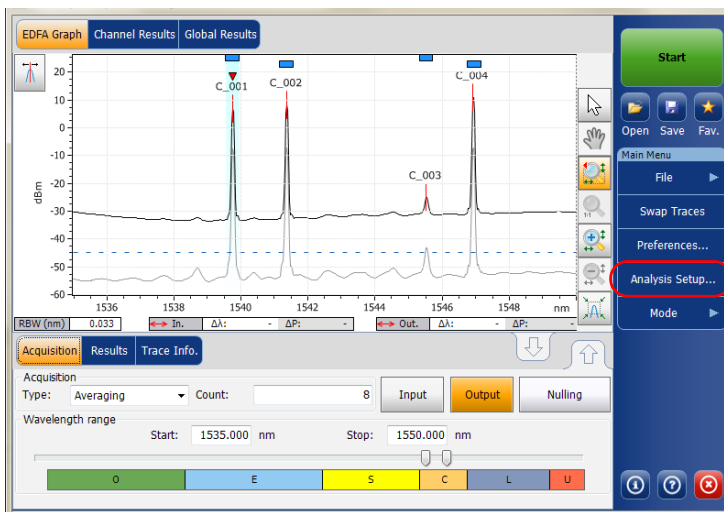 EDFA Graph Channel Results Global Results
Start
Open Save Fav.
Main Menu
File
Swap Traces
Preferences...
Analysis Setup...
Mode
C_001 C_002 C_003 C_004
dBm
20
10
0
-10
-20
-30
-40
-50
-60
1536 1538 1540 1542 1544 1546 1548 nm
1:1
RBW (nm) 0.033 In. Δλ: - ΔP: - Out. Δλ: - ΔP: -
Acquisition Results Trace Info.
Acquisition
Type: Averaging Count: 8 Input Output Nulling
Wavelength range
Start: 1535.000 nm Stop: 1550.000 nm
O E S C L U